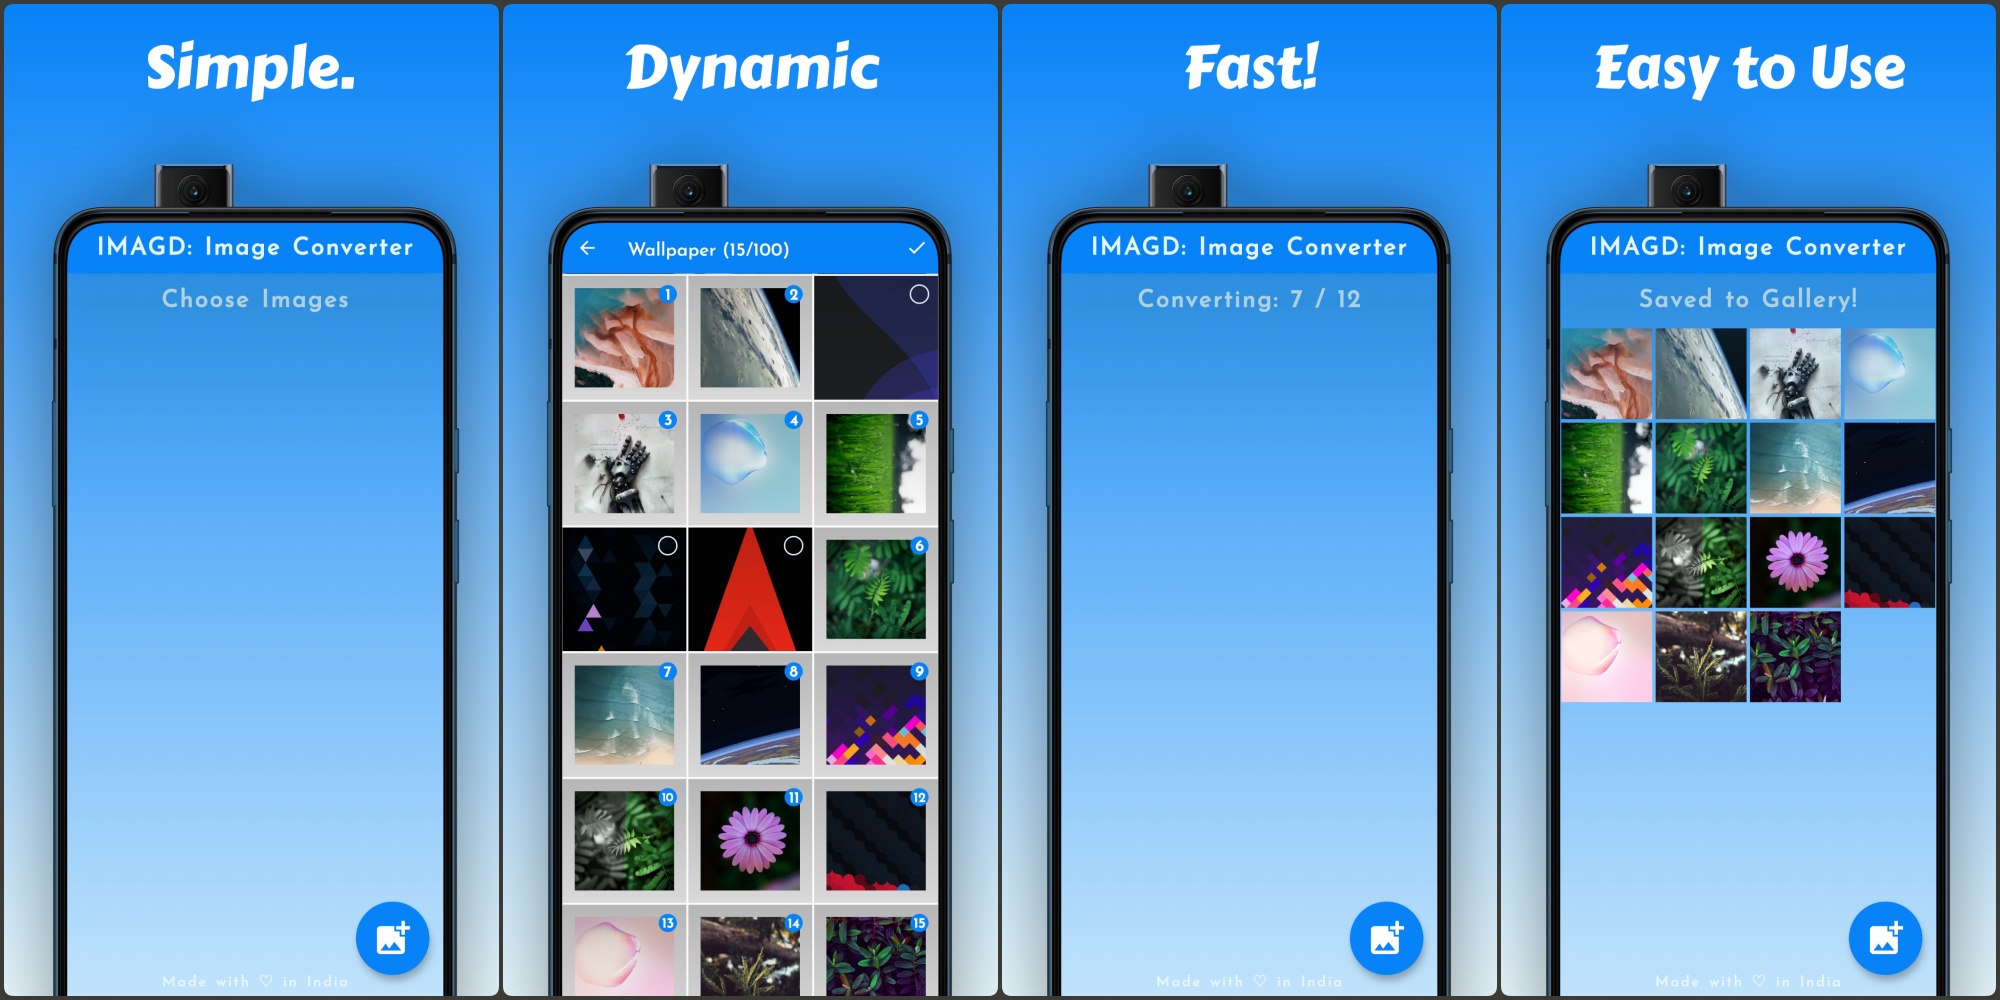 Simple.
IMAGD: Image Converter
Choose Images
Made with ♡ in India
Dynamic
Wallpaper (15/100)
1
2
3
4
5
6
7
8
9
10
11
12
13
14
15
Fast!
IMAGD: Image Converter
Converting: 7 / 12
Made with ♡ in India
Easy to Use
IMAGD: Image Converter
Saved to Gallery!
Made with ♡ in India